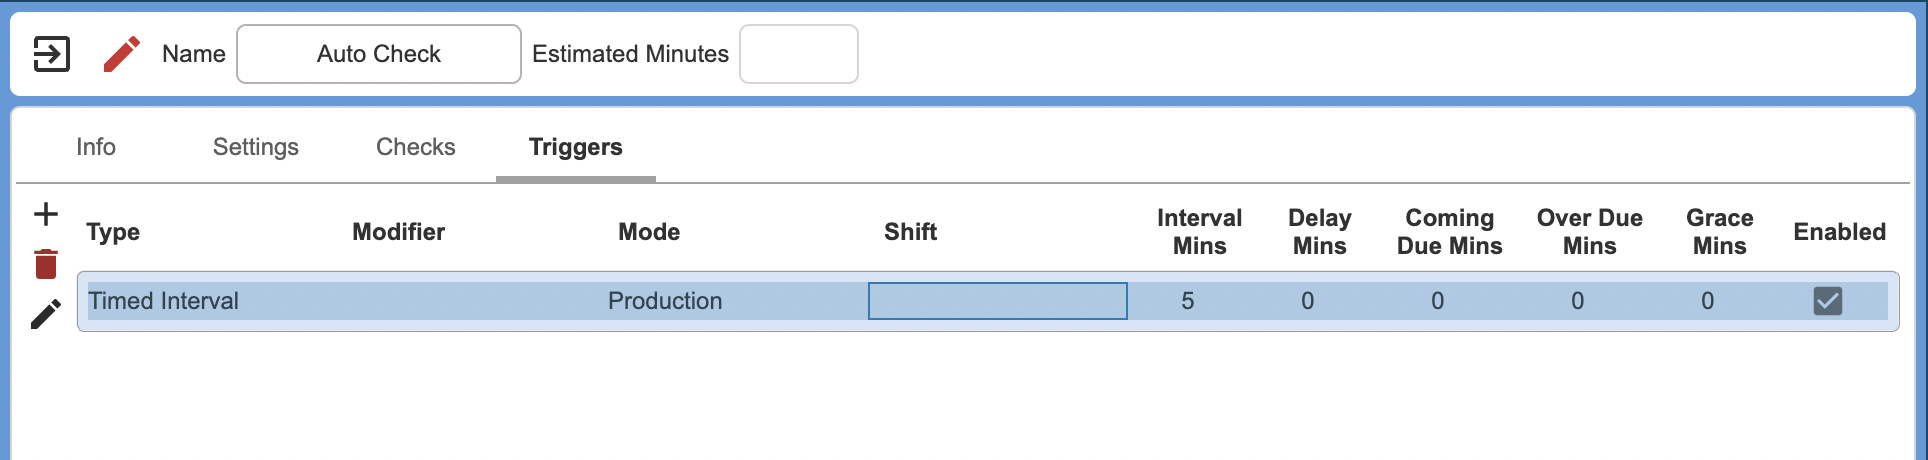 Name Auto Check Estimated Minutes
Info Settings Checks Triggers
Type Modifier Mode Shift Interval Mins Delay Mins Coming Due Mins Over Due Mins Grace Mins Enabled
Timed Interval Production 5 0 0 0 0